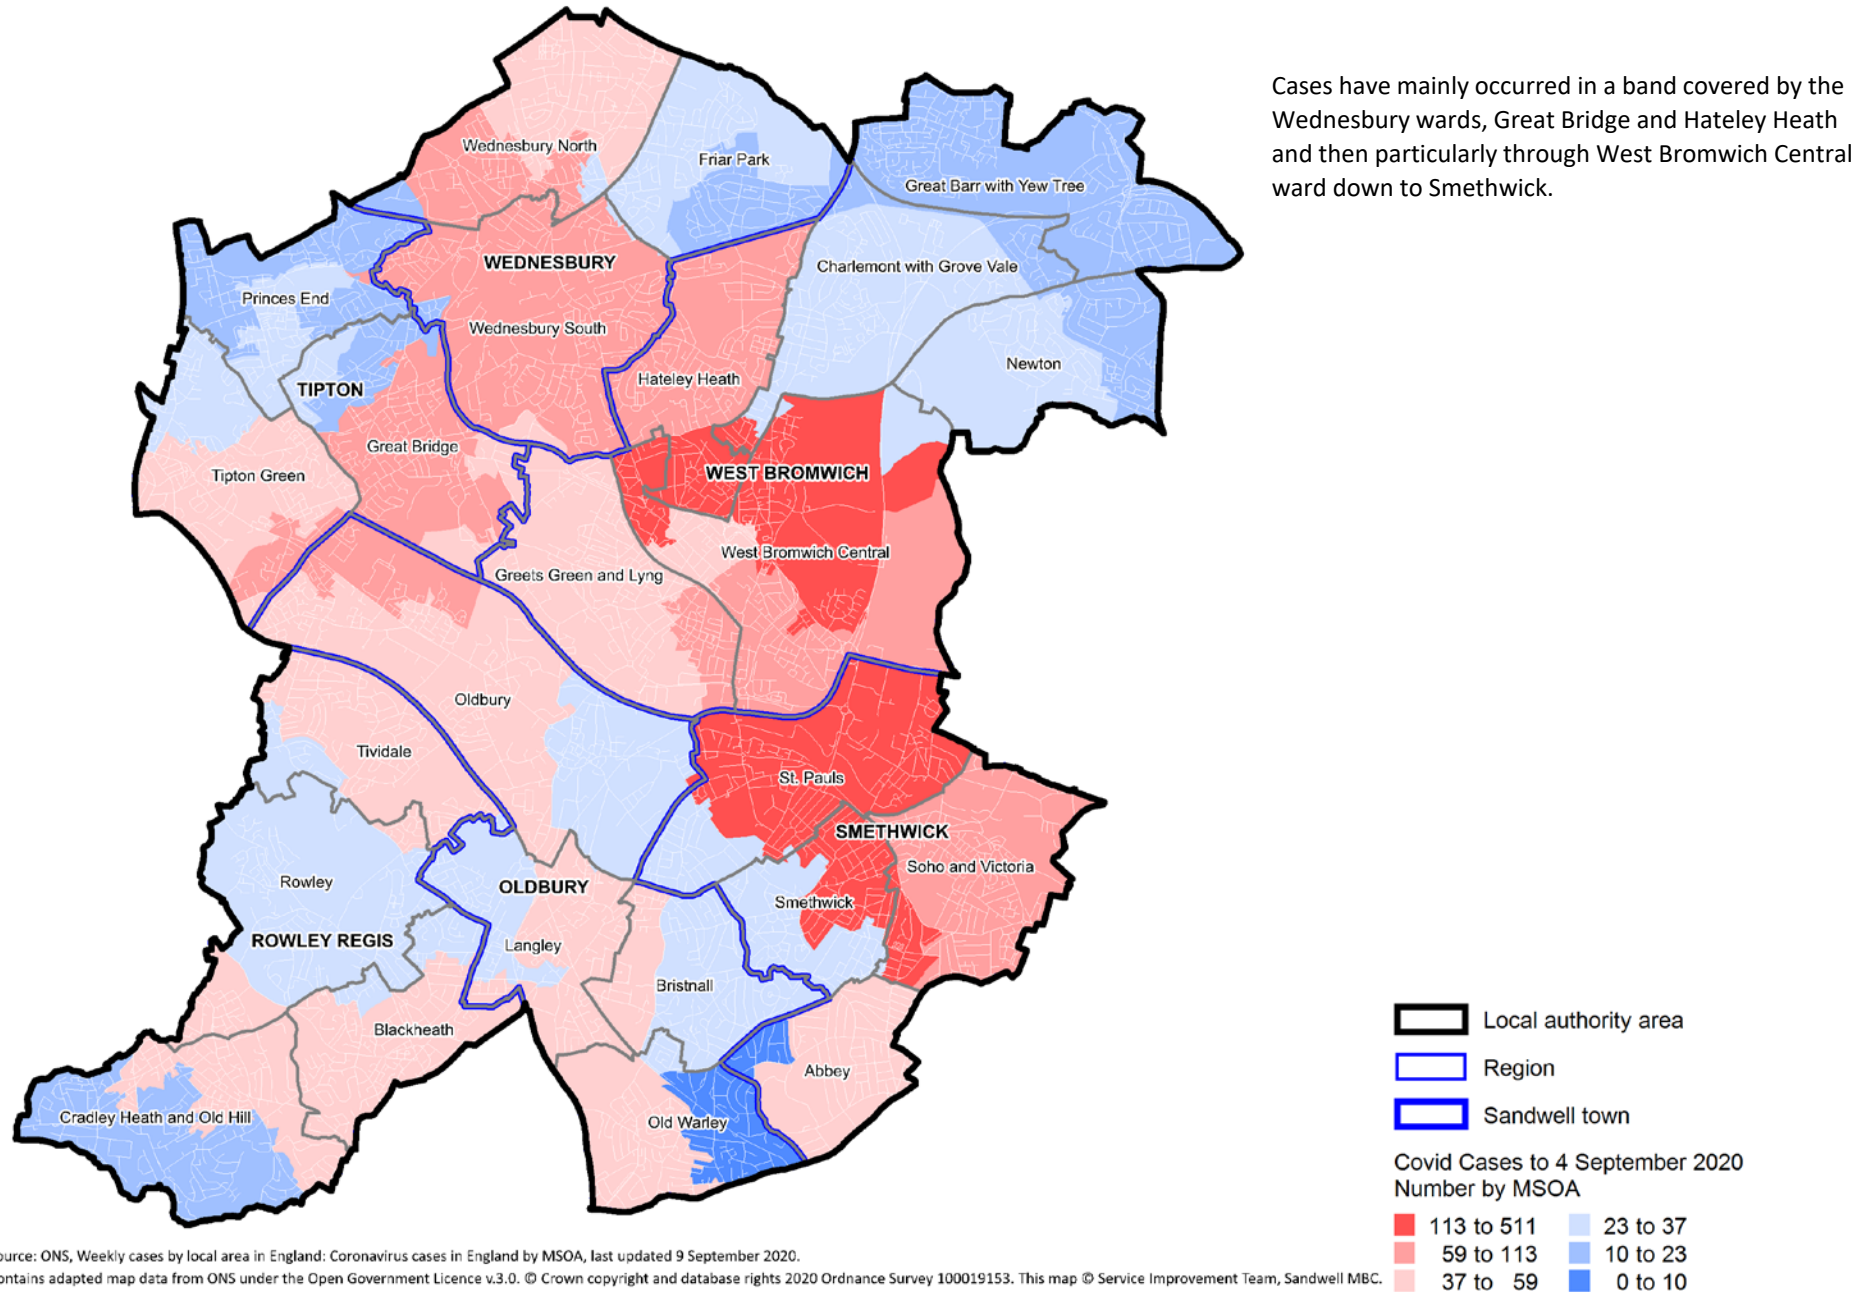 Cases have mainly occurred in a band covered by the
Wednesbury wards, Great Bridge and Hateley Heath
and then particularly through West Bromwich Central
ward down to Smethwick.
Wednesbury North
Friar Park
Great Barr with Yew Tree
WEDNESBURY
Charlemont with Grove Vale
Princes End
Wednesbury South
Newton
Hateley Heath
TIPTON
Great Bridge
Tipton Green
WEST BROMWICH
West Bromwich Central
Greets Green and Lyng
Oldbury
Tividale
St. Pauls
SMETHWICK
Soho and Victoria
Rowley
OLDBURY
Smethwick
ROWLEY REGIS
Langley
Bristnall
Blackheath
Abbey
Cradley Heath and Old Hill
Old Warley
Local authority area
Region
Sandwell town
Covid Cases to 4 September 2020
Number by MSOA
113 to 511 23 to 37
59 to 113 10 to 23
37 to 59 0 to 10
ource: ONS, Weekly cases by local area in England: Coronavirus cases in England by MSOA, last updated 9 September 2020.
ontains adapted map data from ONS under the Open Government Licence v.3.0. © Crown copyright and database rights 2020 Ordnance Survey 100019153. This map © Service Improvement Team, Sandwell MBC.